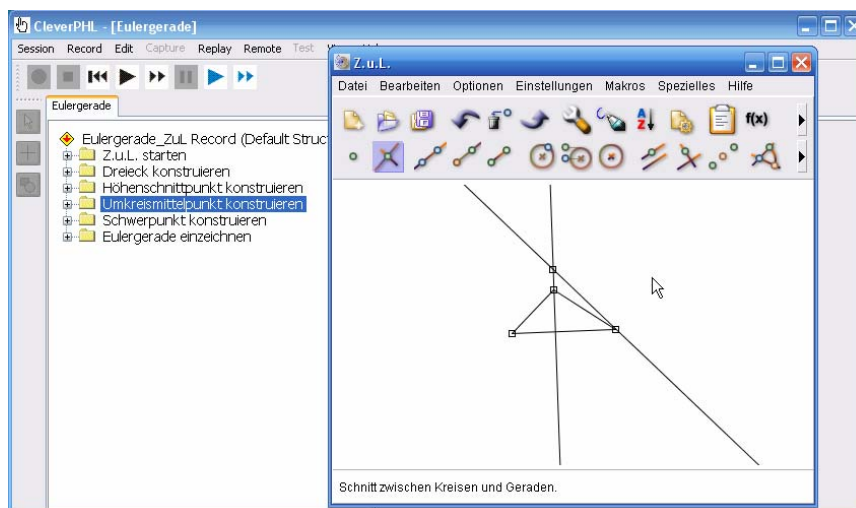 CleverPHL - [Eulergerade]
Session Record Edit Capture Replay Remote Test
Eulergerade
Eulergerade_ZuL Record (Default Struc
Z.u.L. starten
Dreieck konstruieren
Höhenschnittpunkt konstruieren
Umkreismittelpunkt konstruieren
Schwerpunkt konstruieren
Eulergerade einzeichnen
Z.u.L.
Datei Bearbeiten Optionen Einstellungen Makros Spezielles Hilfe
A
Z
f(x)
Schnitt zwischen Kreisen und Geraden.